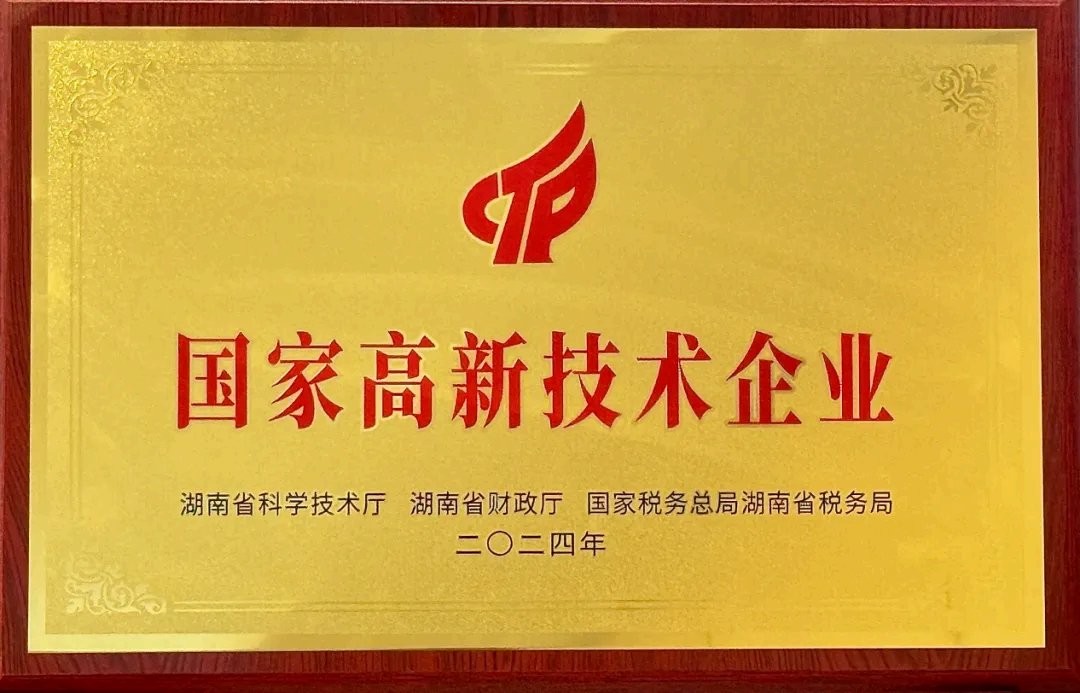 CTP
国家高新技术企业
湖南省科学技术厅 湖南省财政厅 国家税务总局湖南省税务局
二〇二四年